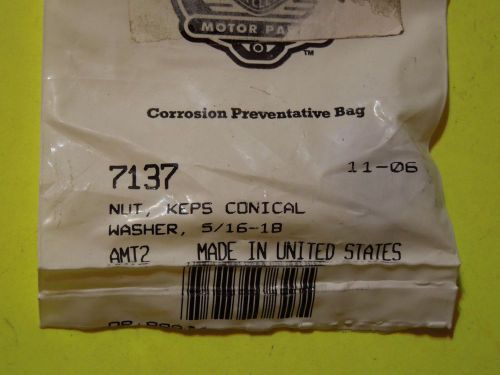 MOTOR PA
™
Corrosion Preventative Bag
7137 11-06
NUT, KEPS CONICAL
WASHER, 5/16-18
AMT2 MADE IN UNITED STATES